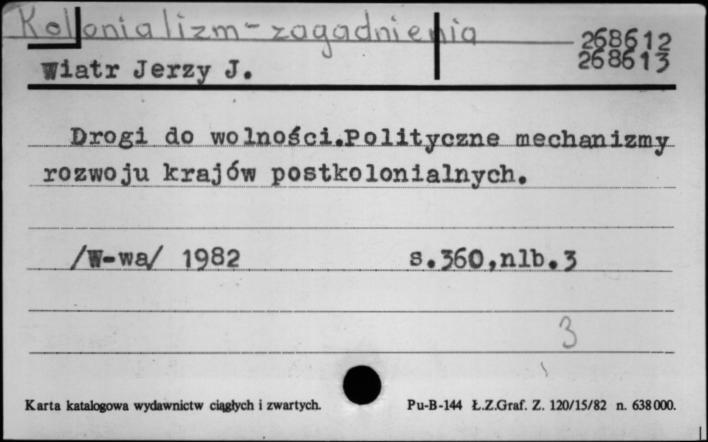 Kolonializm - zagadnienia
268612
268613
Wiatr Jerzy J.
Drogi do wolności.Polityczne mechanizmy
rozwoju krajów postkolonialnych.
/W-wa/ 1982 s.360,nlb.3
3
Karta katalogowa wydawnictw ciągłych i zwartych. Pu-B-144 Ł.Z.Graf. Z. 120/15/82 n. 638000.